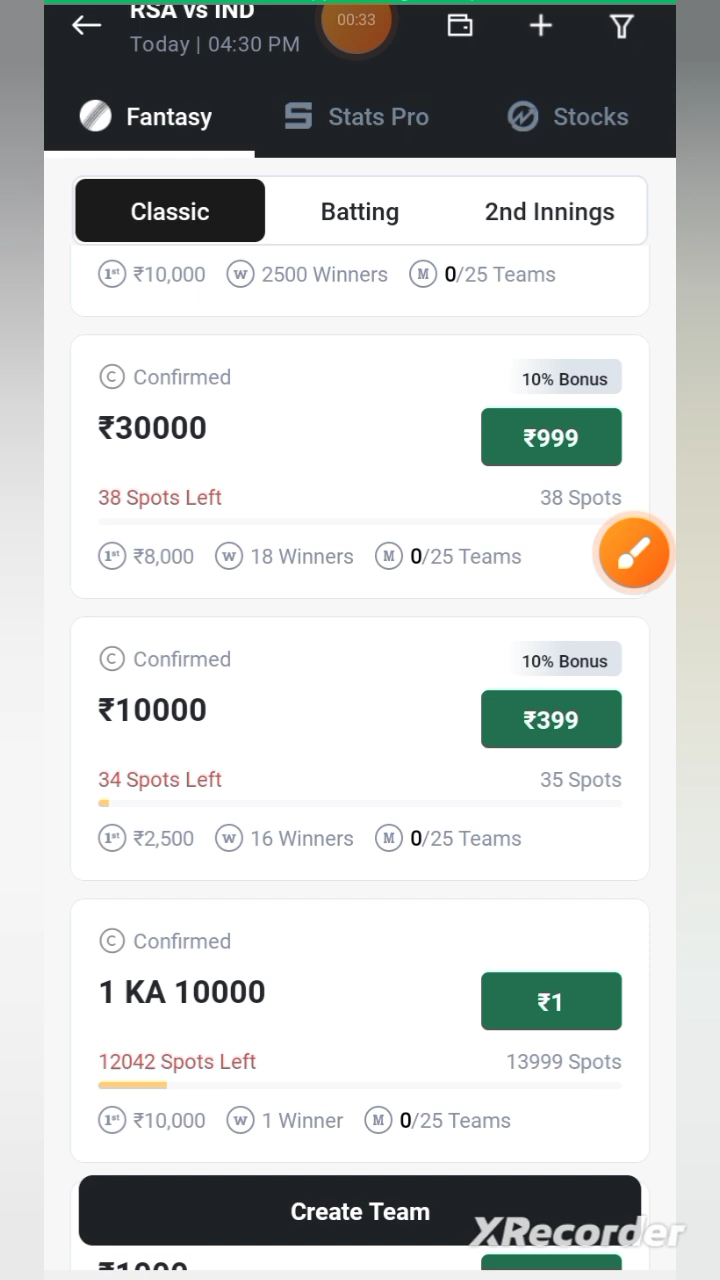 RSA vs IND
00:33
Today | 04:30 PM
Fantasy Stats Pro Stocks
Classic Batting 2nd Innings
1st ₹10,000 W 2500 Winners M 0/25 Teams
C Confirmed 10% Bonus
₹30000 ₹999
38 Spots Left 38 Spots
1st ₹8,000 W 18 Winners M 0/25 Teams
C Confirmed 10% Bonus
₹10000 ₹399
34 Spots Left 35 Spots
1st ₹2,500 W 16 Winners M 0/25 Teams
C Confirmed
1 KA 10000 ₹1
12042 Spots Left 13999 Spots
1st ₹10,000 W 1 Winner M 0/25 Teams
Create Team
XRecorder